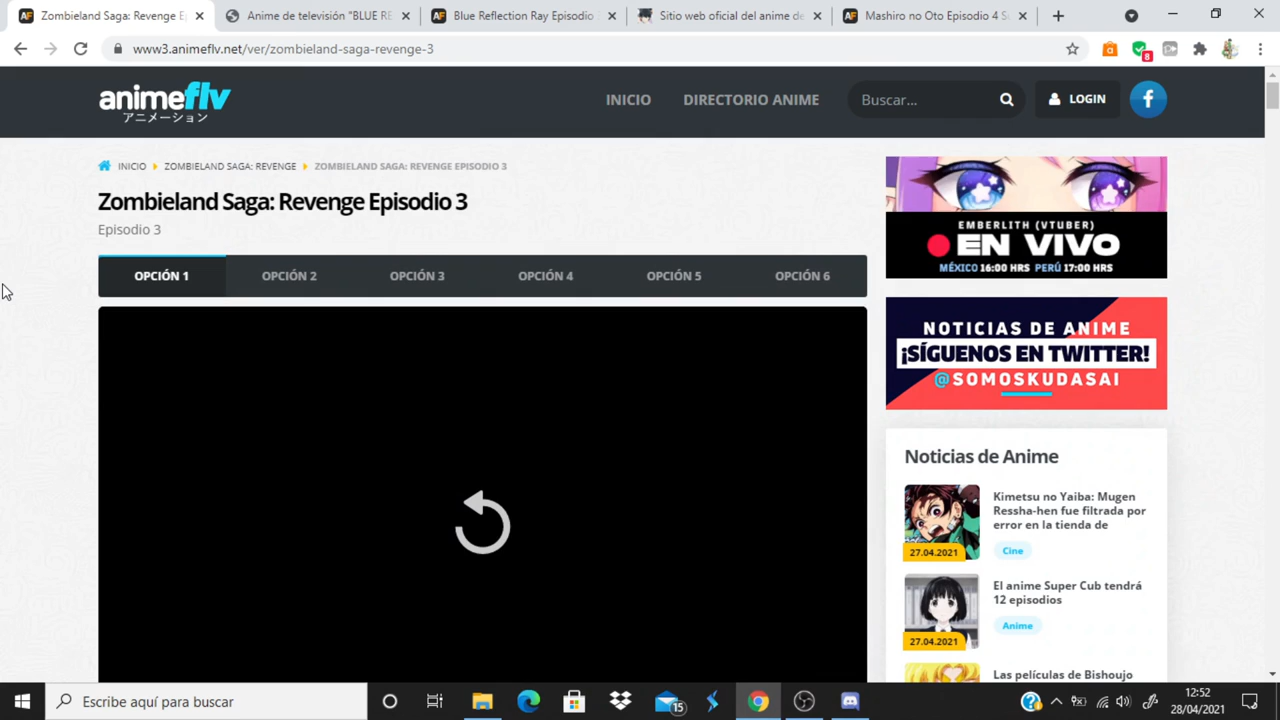 Zombieland Saga: Revenge E
Anime de televisión "BLUE RE
Blue Reflection Ray Episodio
Sitio web oficial del anime de
Mashiro no Oto Episodio 4 S
www3.animeflv.net/ver/zombieland-saga-revenge-3
8
animeflv
アニメーション
INICIO
DIRECTORIO ANIME
Buscar...
LOGIN
INICIO
ZOMBIELAND SAGA: REVENGE
ZOMBIELAND SAGA: REVENGE EPISODIO 3
Zombieland Saga: Revenge Episodio 3
Episodio 3
OPCIÓN 1
OPCIÓN 2
OPCIÓN 3
OPCIÓN 4
OPCIÓN 5
OPCIÓN 6
EMBERLITH (VTUBER)
EN VIVO
MÉXICO 16:00 HRS PERÚ 17:00 HRS
NOTICIAS DE ANIME
¡SÍGUENOS EN TWITTER!
@SOMOSKUDASAI
Noticias de Anime
Kimetsu no Yaiba: Mugen
Ressha-hen fue filtrada por
error en la tienda de
27.04.2021
Cine
El anime Super Cub tendrá
12 episodios
27.04.2021
Anime
Las películas de Bishoujo
Escribe aquí para buscar
15
12:52
28/04/2021